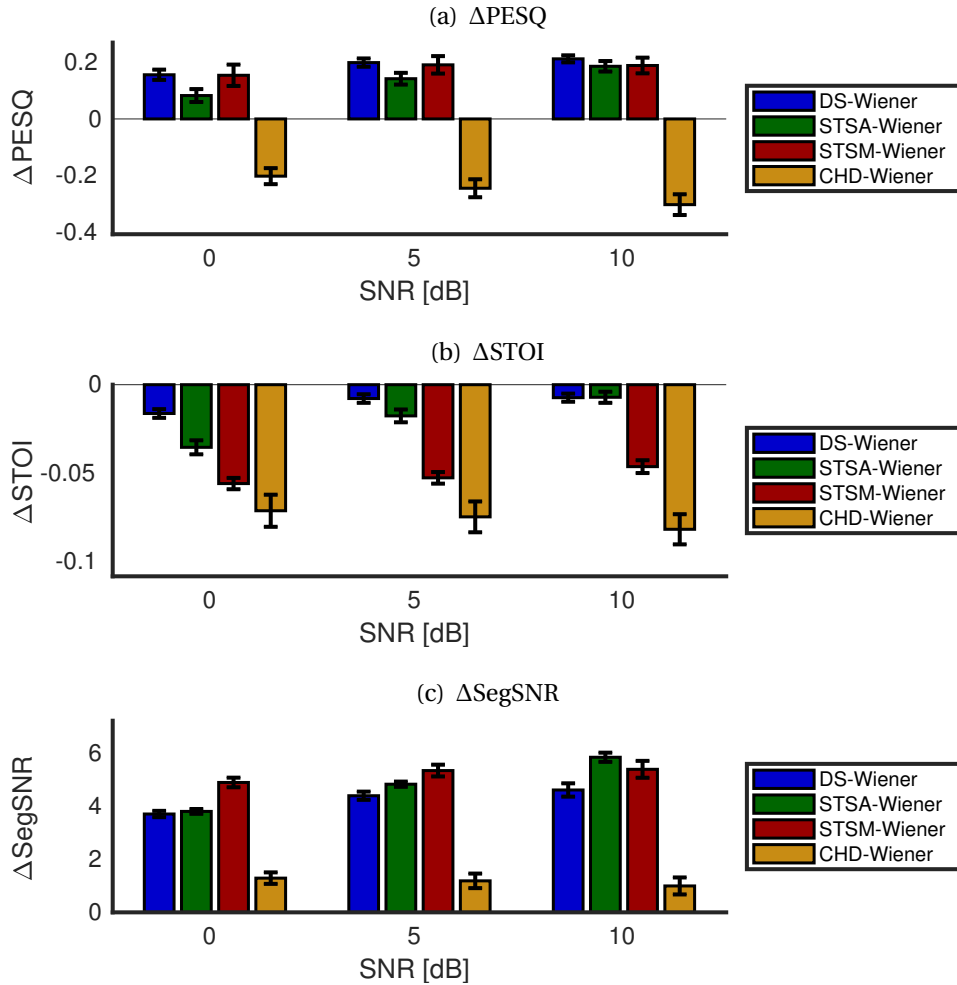 (a) ΔPESQ
0.2
0
-0.2
-0.4
ΔPESQ
0 5 10
SNR [dB]
DS-Wiener
STSA-Wiener
STSM-Wiener
CHD-Wiener
(b) ΔSTOI
0
-0.05
-0.1
ΔSTOI
0 5 10
SNR [dB]
DS-Wiener
STSA-Wiener
STSM-Wiener
CHD-Wiener
(c) ΔSegSNR
6
4
2
0
ΔSegSNR
0 5 10
SNR [dB]
DS-Wiener
STSA-Wiener
STSM-Wiener
CHD-Wiener